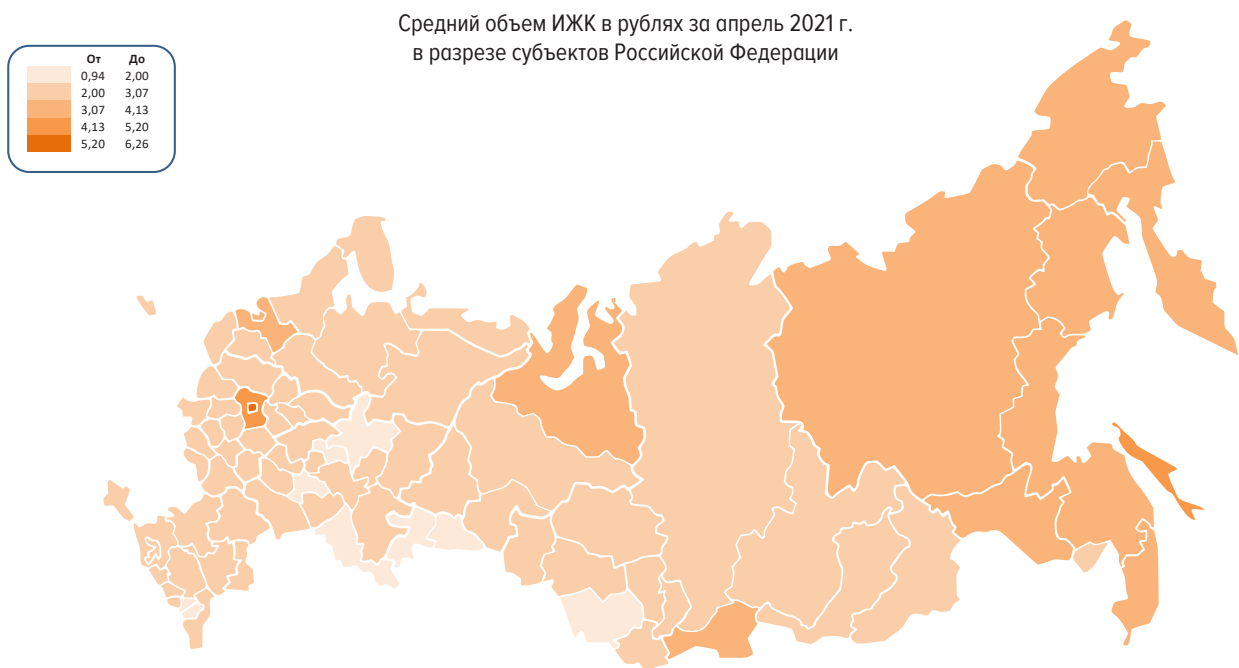 Средний объем ИЖК в рублях за апрель 2021 г.
в разрезе субъектов Российской Федерации
От До
0,94 2,00
2,00 3,07
3,07 4,13
4,13 5,20
5,20 6,26